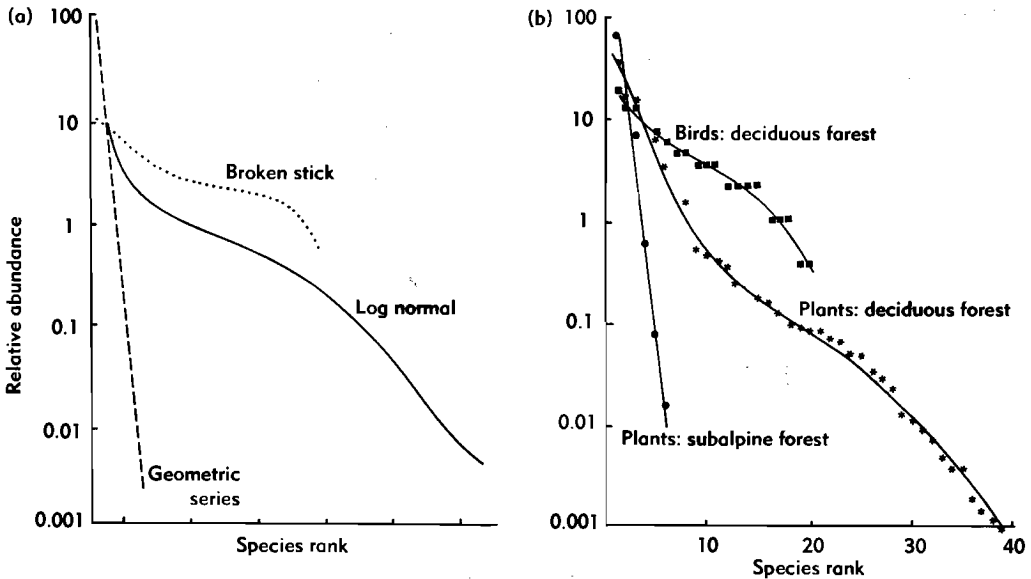 (a)
100
10
1
0.1
0.01
0.001
Relative abundance
Broken stick
Log normal
Geometric
series
Species rank
(b)
100
10
1
0.1
0.01
0.001
Birds: deciduous farest
Plants: deciduous forest
Plants: subalpine forest
10
20
30
40
Species rank